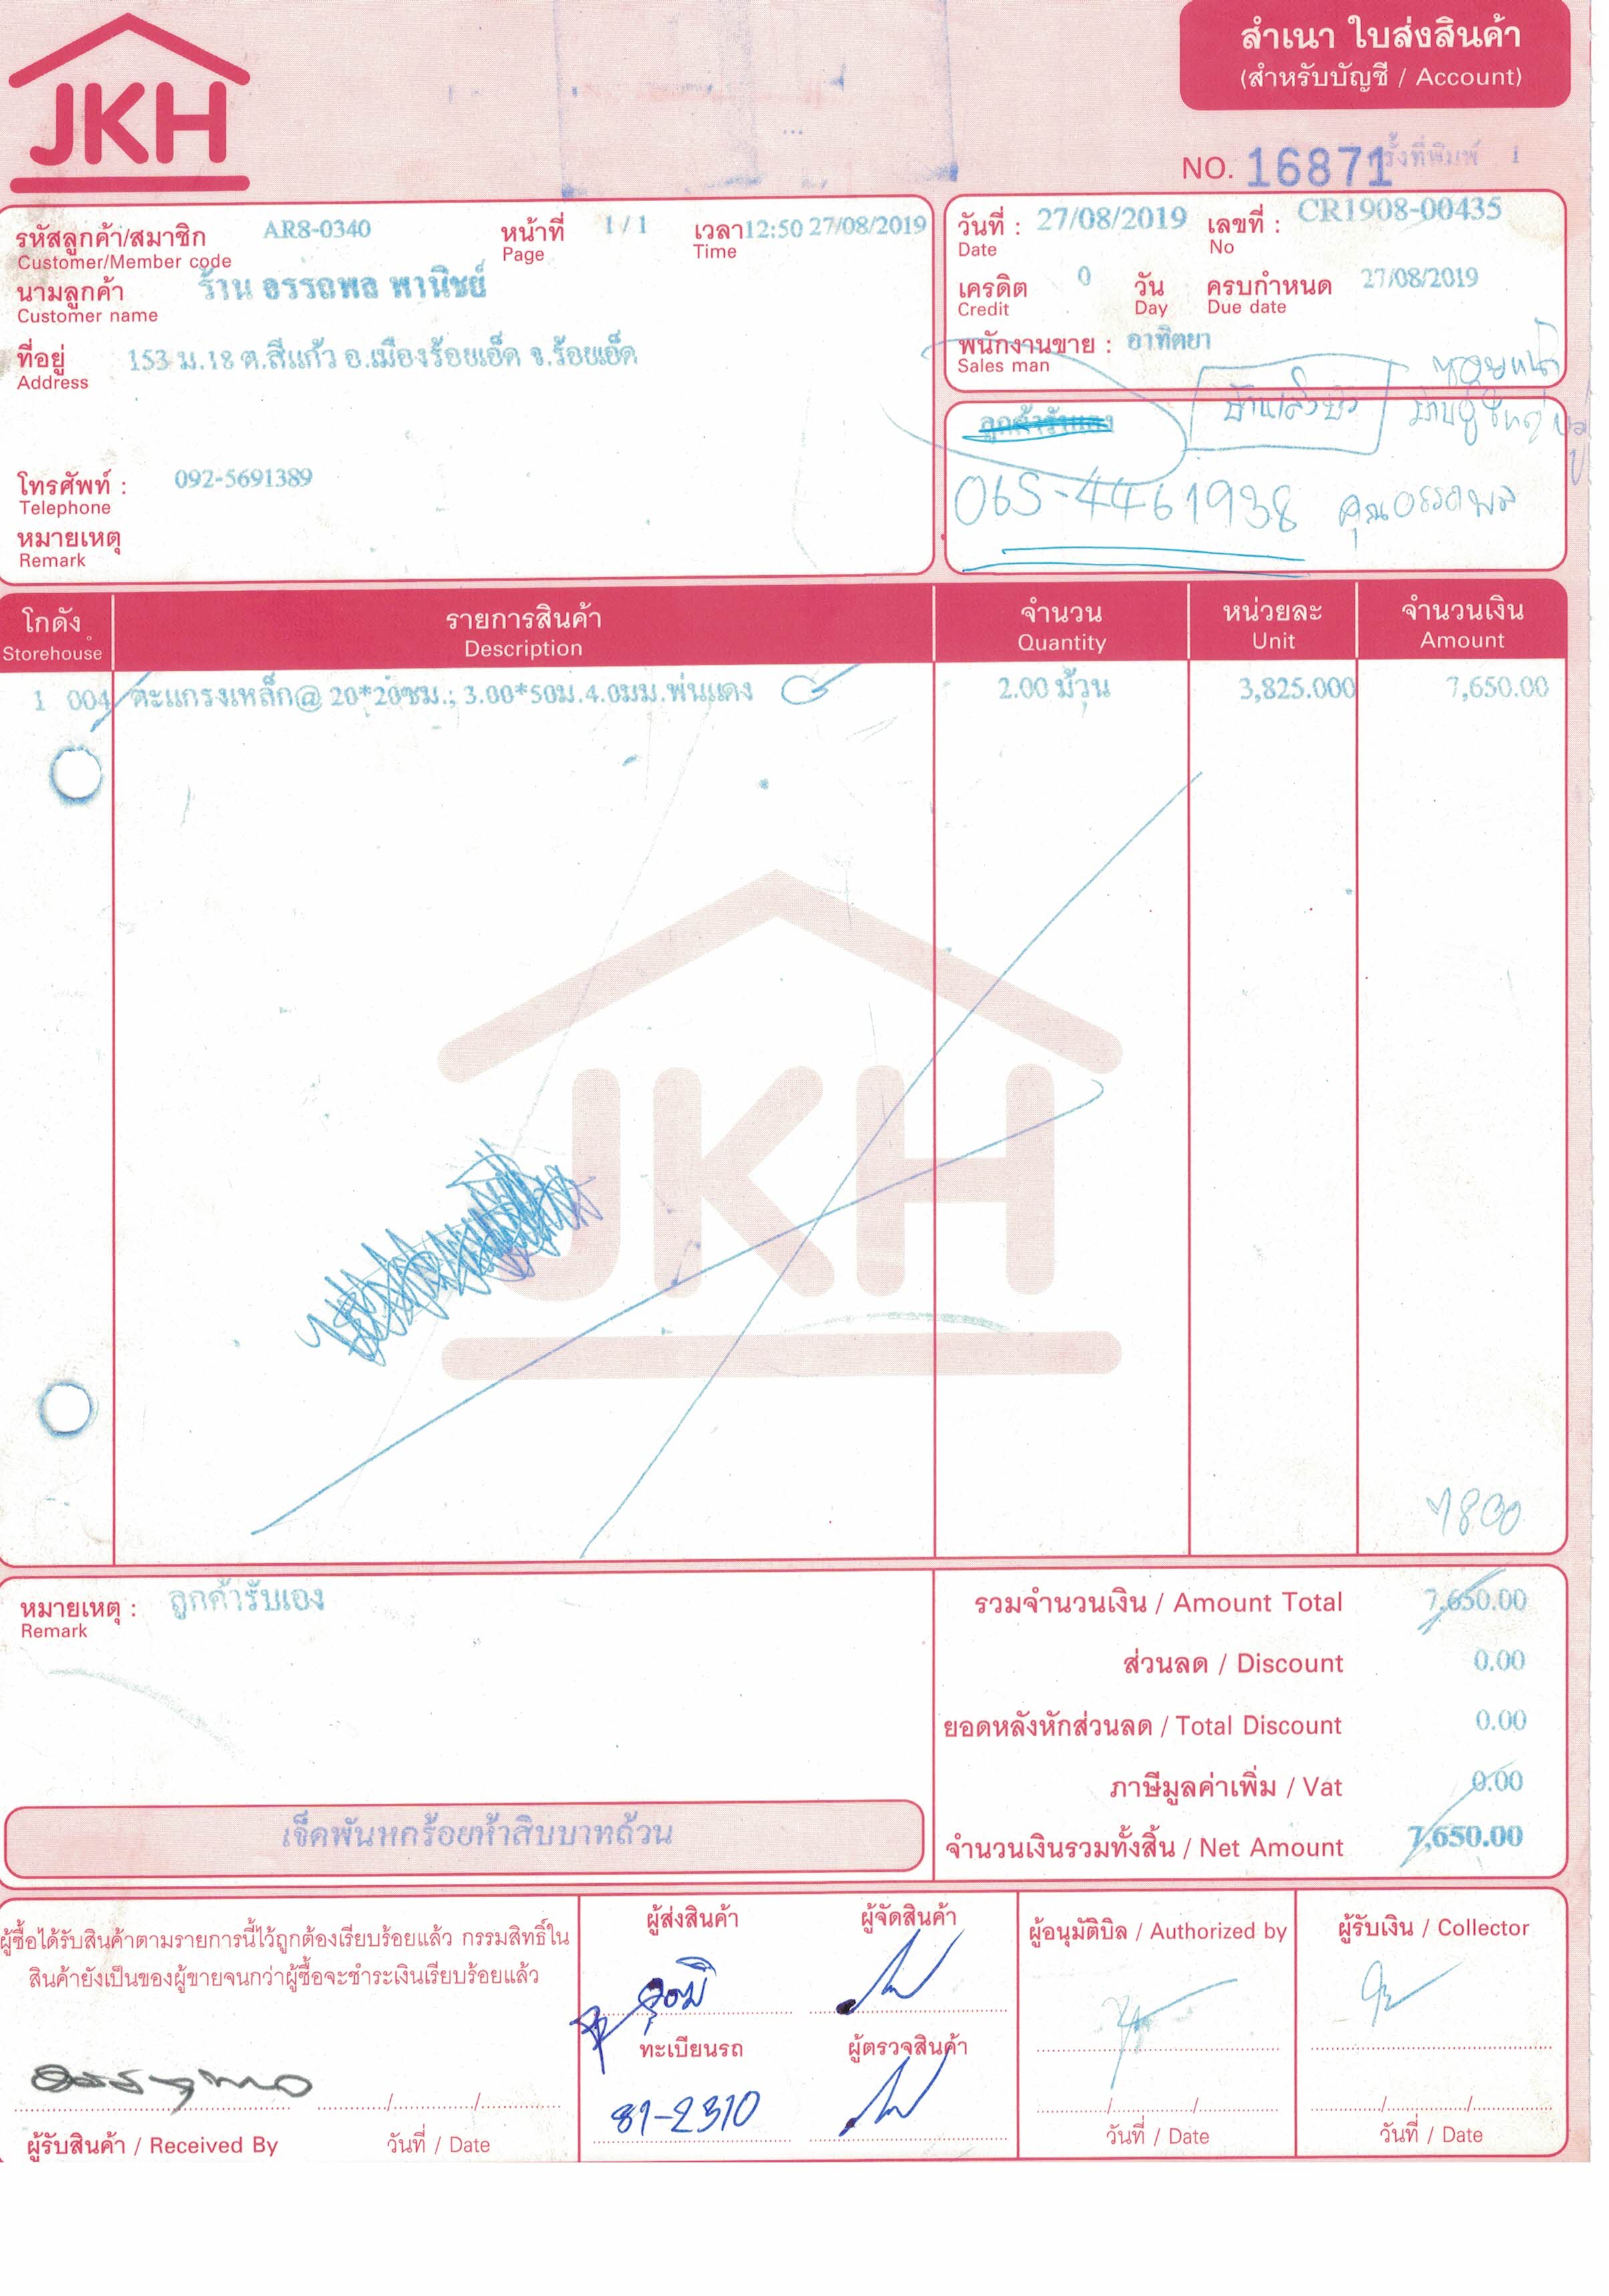 JKH
สำเนา ใบส่งสินค้า
(สำหรับบัญชี / Account)
NO. 16871 ครั้งที่พิมพ์ 1
รหัสลูกค้า/สมาชิก AR8-0340 หน้าที่ 1 / 1 เวลา 12:50 27/08/2019
Customer/Member code Page Time
นามลูกค้า ร้าน อรรถพล พานิชย์
Customer name
ที่อยู่ 153 ม.18 ต.สีแก้ว อ.เมืองร้อยเอ็ด จ.ร้อยเอ็ด
Address
โทรศัพท์ : 092-5691389
Telephone
หมายเหตุ
Remark
วันที่ : 27/08/2019 เลขที่ : CR1908-00435
Date No
เครดิต 0 วัน ครบกำหนด 27/08/2019
Credit Day Due date
พนักงานขาย : อาทิตยา
Sales man
ลูกค้ารับเอง
065-4461938 คุณอรรถพล
โกดัง รายการสินค้า จำนวน หน่วยละ จำนวนเงิน
Storehouse Description Quantity Unit Amount
1 004 ตะแกรงเหล็ก@ 20*20ซม.; 3.00*50ม.4.0มม.พ่นแดง 2.00 ม้วน 3,825.000 7,650.00
JKH
7800
หมายเหตุ : ลูกค้ารับเอง
Remark
รวมจำนวนเงิน / Amount Total 7,650.00
ส่วนลด / Discount 0.00
ยอดหลังหักส่วนลด / Total Discount 0.00
ภาษีมูลค่าเพิ่ม / Vat 0.00
เจ็ดพันหกร้อยห้าสิบบาทถ้วน
จำนวนเงินรวมทั้งสิ้น / Net Amount 7,650.00
ผู้ซื้อได้รับสินค้าตามรายการนี้ไว้ถูกต้องเรียบร้อยแล้ว กรรมสิทธิ์ใน
สินค้ายังเป็นของผู้ขายจนกว่าผู้ซื้อจะชำระเงินเรียบร้อยแล้ว
ผู้รับสินค้า / Received By วันที่ / Date
ผู้ส่งสินค้า ผู้จัดสินค้า
ทะเบียนรถ ผู้ตรวจสินค้า
81-2310
ผู้อนุมัติบิล / Authorized by
วันที่ / Date
ผู้รับเงิน / Collector
วันที่ / Date